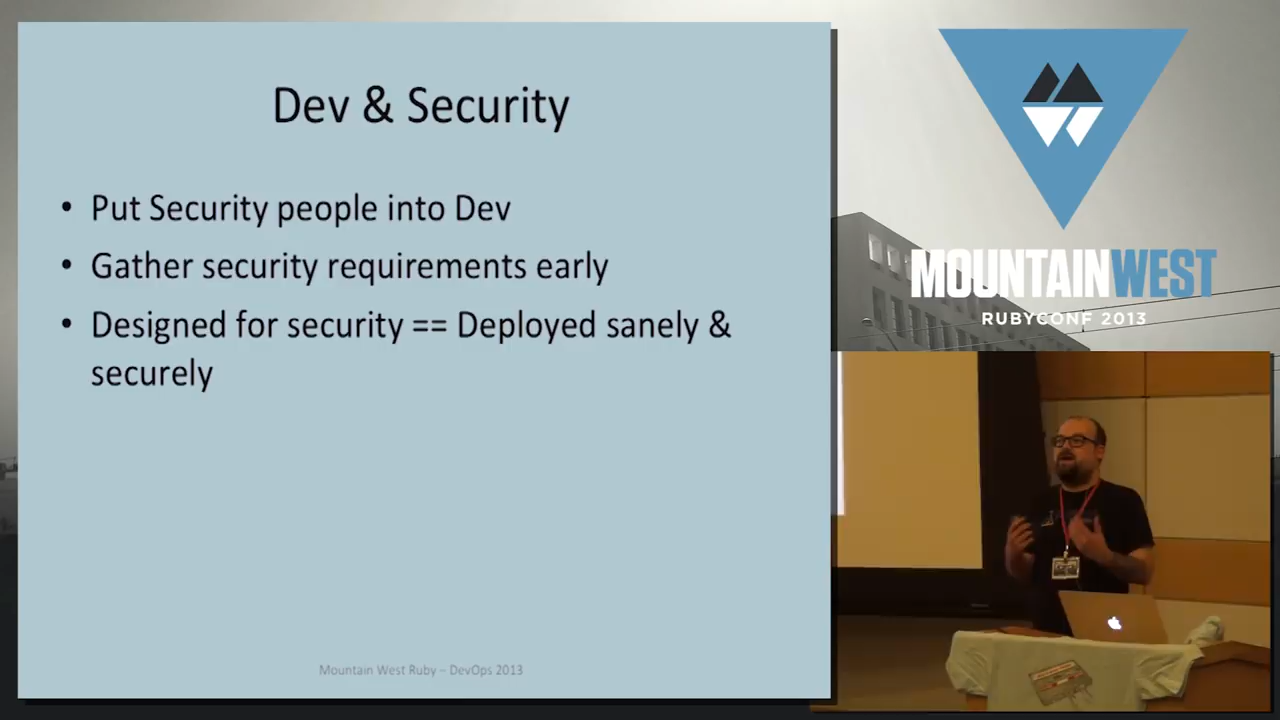 Dev & Security
• Put Security people into Dev
• Gather security requirements early
• Designed for security == Deployed sanely &
securely
Mountain West Ruby – DevOps 2013
MOUNTAINWEST
RUBYCONF 2013